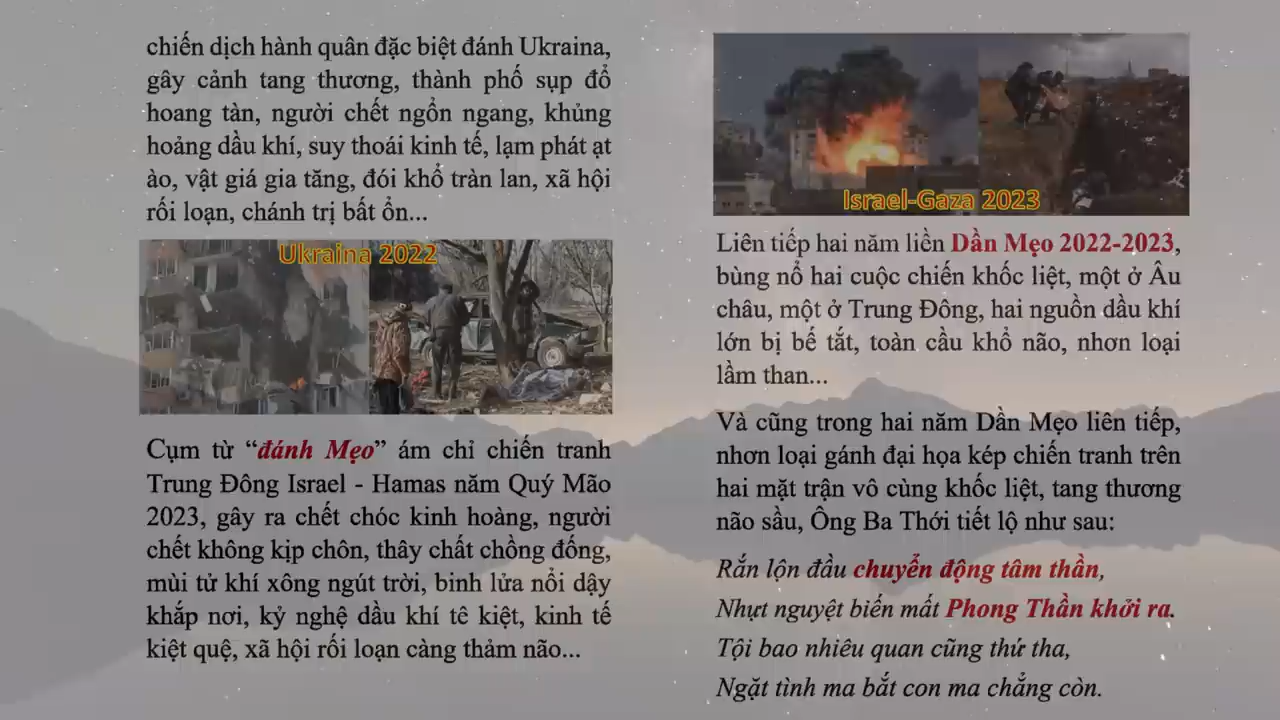 chiến dịch hành quân đặc biệt đánh Ukraina,
gây cảnh tang thương, thành phố sụp đổ
hoang tàn, người chết ngổn ngang, khủng
hoảng dầu khí, suy thoái kinh tế, lạm phát ạt
ào, vật giá gia tăng, đói khổ tràn lan, xã hội
rối loạn, chánh trị bất ổn...
Ukraina 2022
Cụm từ “đánh Mẹo” ám chỉ chiến tranh
Trung Đông Israel - Hamas năm Quý Mão
2023, gây ra chết chóc kinh hoàng, người
chết không kịp chôn, thây chất chồng đống,
mùi tử khí xông ngút trời, binh lửa nổi dậy
khắp nơi, kỷ nghệ dầu khí tê kiệt, kinh tế
kiệt quệ, xã hội rối loạn càng thảm não...
Israel-Gaza 2023
Liên tiếp hai năm liền Dần Mẹo 2022-2023,
bùng nổ hai cuộc chiến khốc liệt, một ở Âu
châu, một ở Trung Đông, hai nguồn dầu khí
lớn bị bế tắt, toàn cầu khổ não, nhơn loại
lầm than...
Và cũng trong hai năm Dần Mẹo liên tiếp,
nhơn loại gánh đại họa kép chiến tranh trên
hai mặt trận vô cùng khốc liệt, tang thương
não sầu, Ông Ba Thới tiết lộ như sau:
Rắn lộn đầu chuyển động tâm thần,
Nhựt nguyệt biến mất Phong Thần khởi ra.
Tội bao nhiêu quan cũng thứ tha,
Ngặt tình ma bắt con ma chẳng còn.